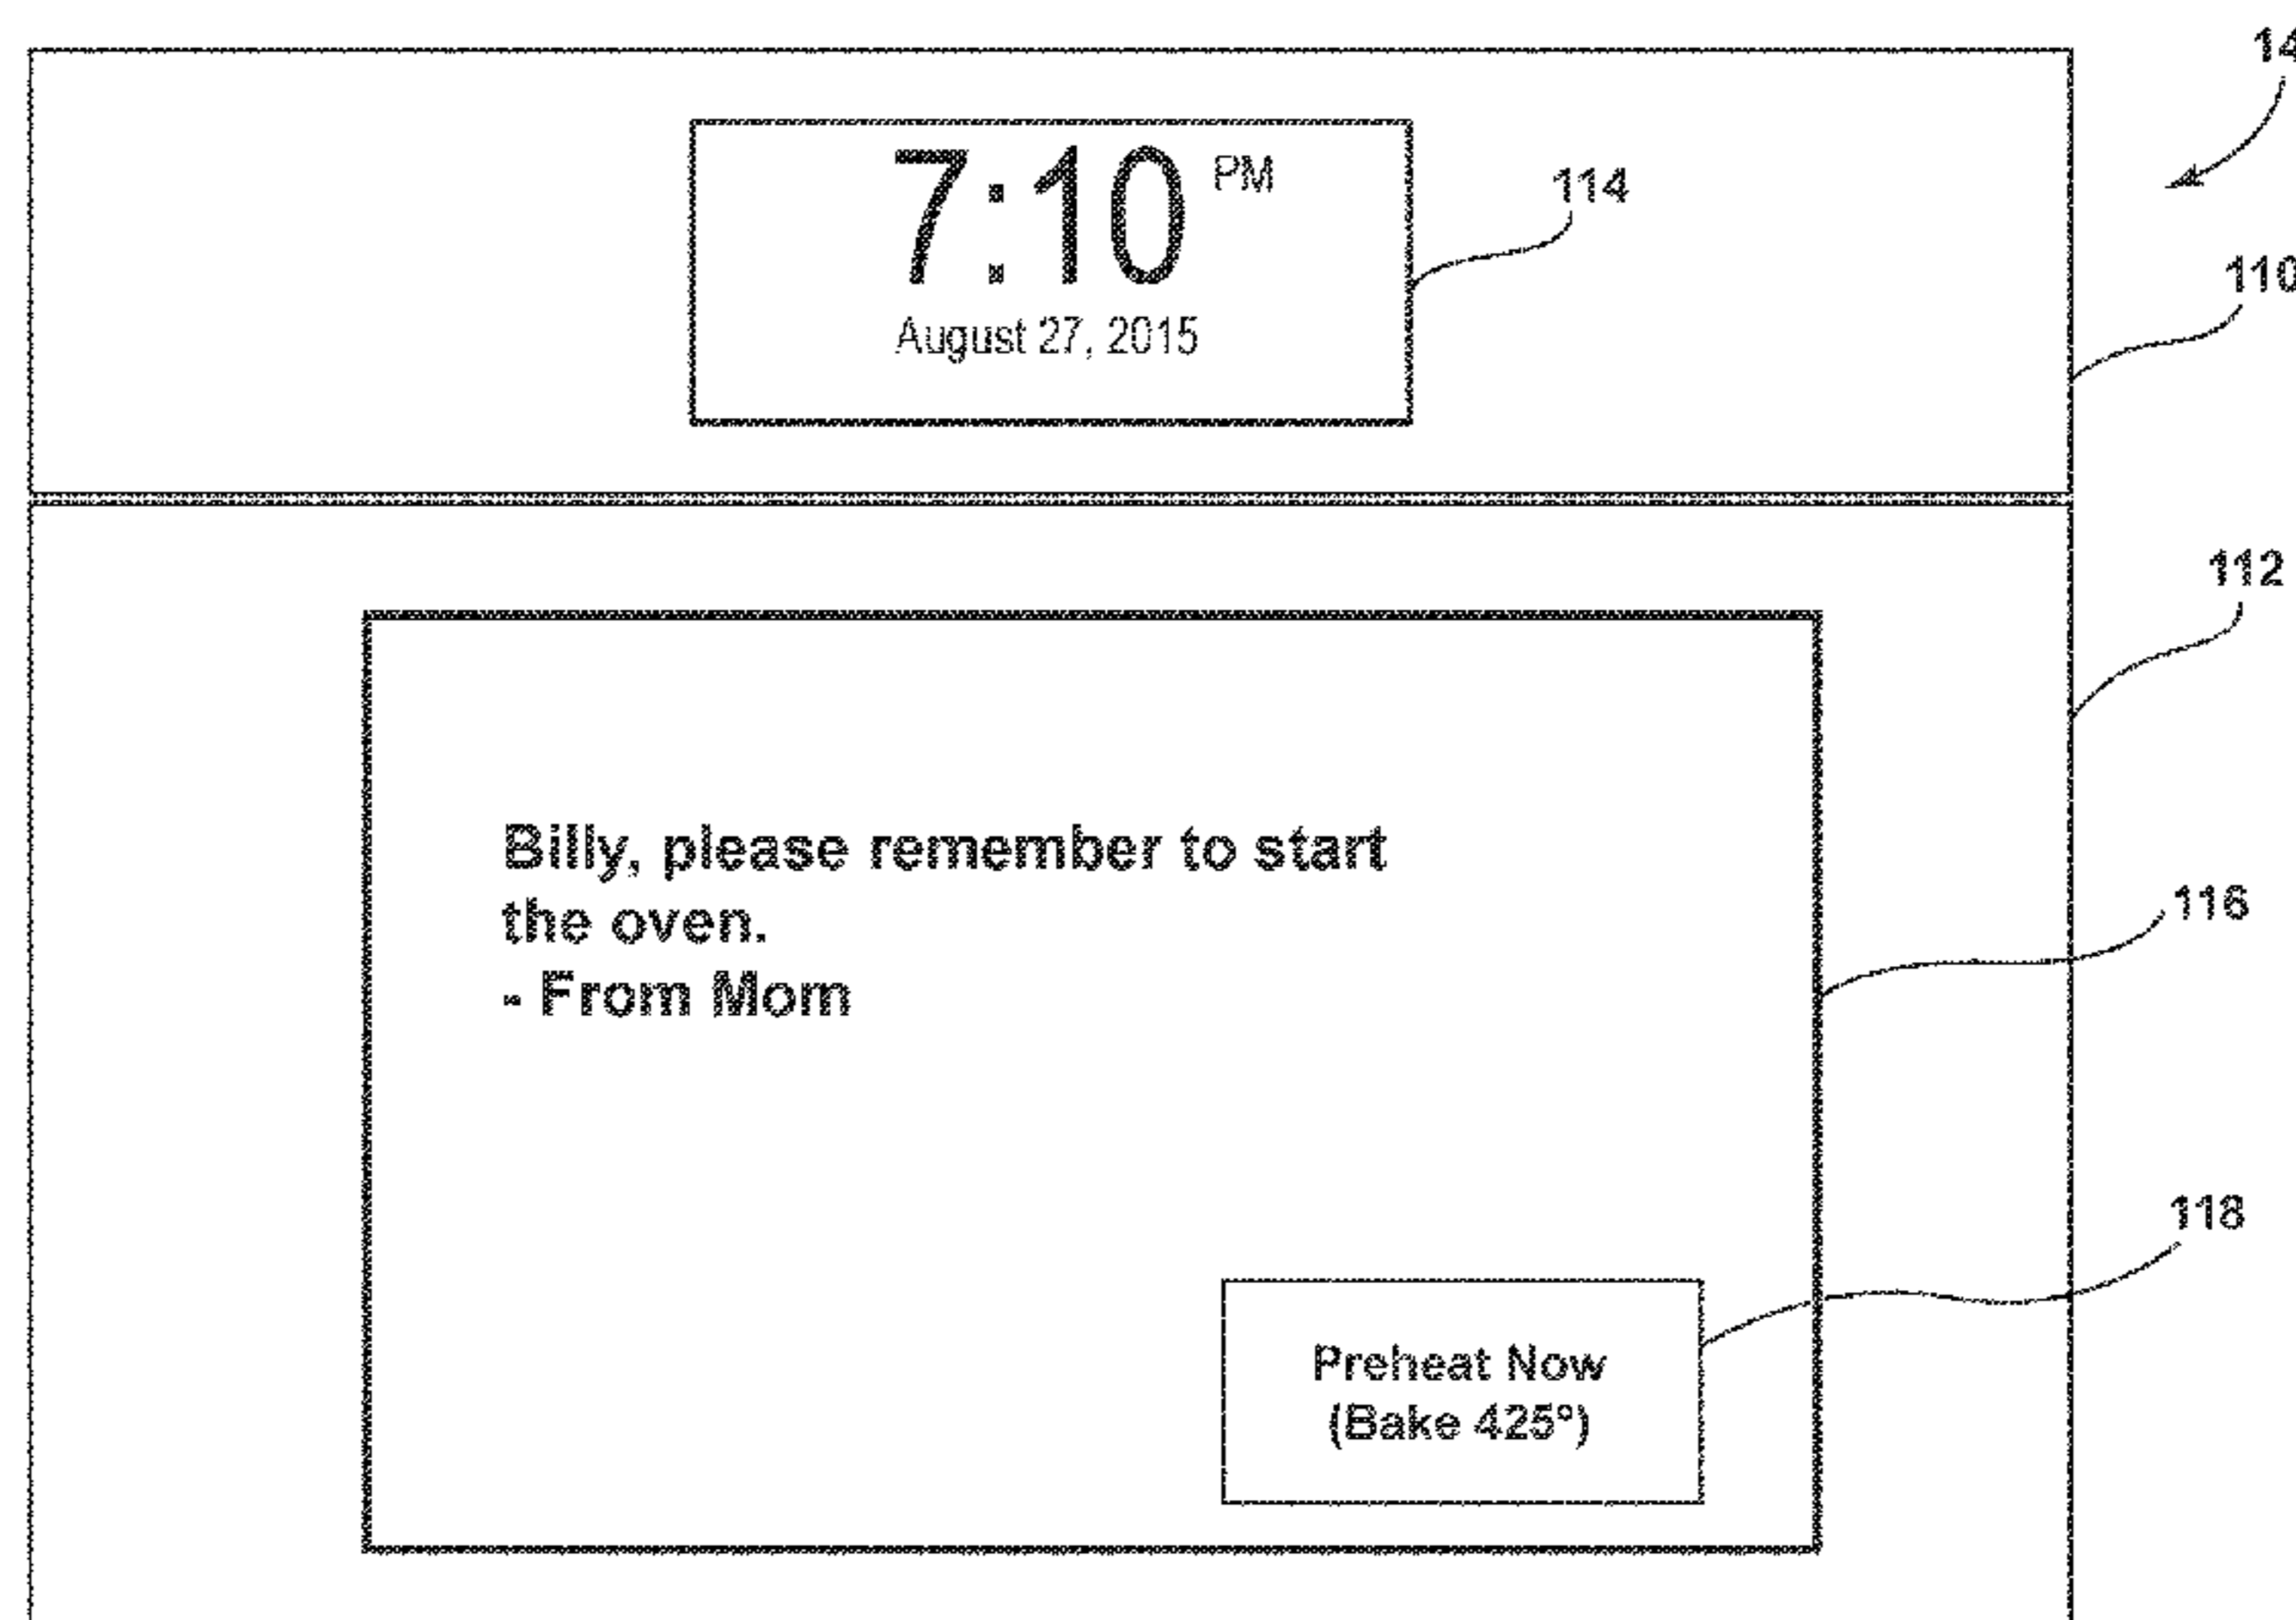 14
7:10 PM
114
110
August 27, 2015
112
Billy, please remember to start
the oven.
- From Mom
116
118
Preheat Now
(Bake 425°)